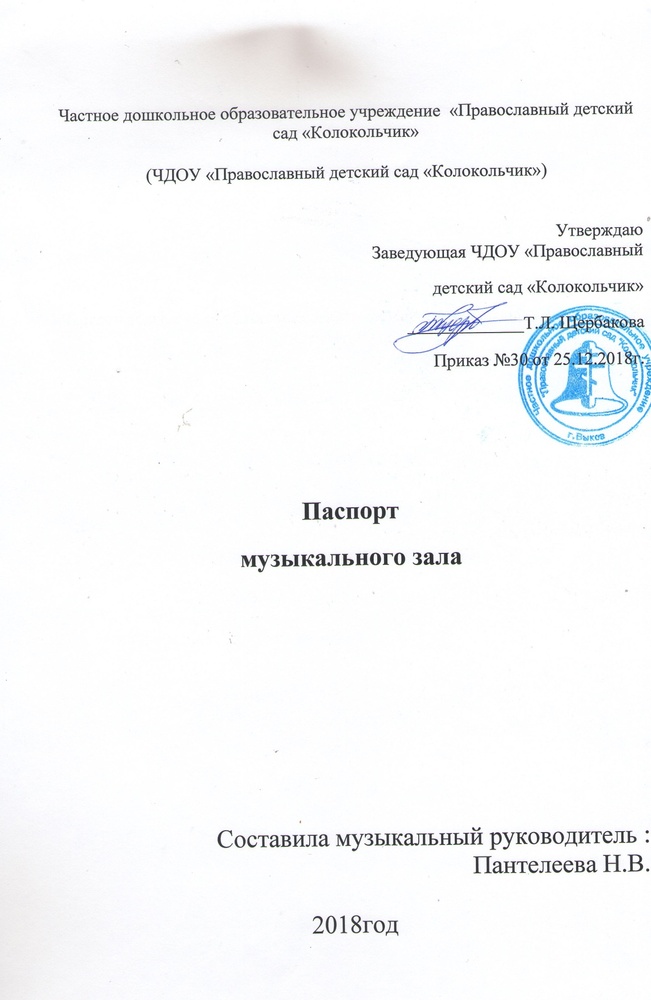 Частное дошкольное образовательное учреждение «Православный детский
сад «Колокольчик»
(ЧДОУ «Православный детский сад «Колокольчик»)
Утверждаю
Заведующая ЧДОУ «Православный
детский сад «Колокольчик»
Т.Л. Щербакова
Приказ №30 от 25.12.2018г.
Частное дошкольное образовательное учреждение
"Православный детский сад "Колокольчик"
г.Выкса
Паспорт
музыкального зала
Составила музыкальный руководитель :
Пантелеева Н.В.
2018год